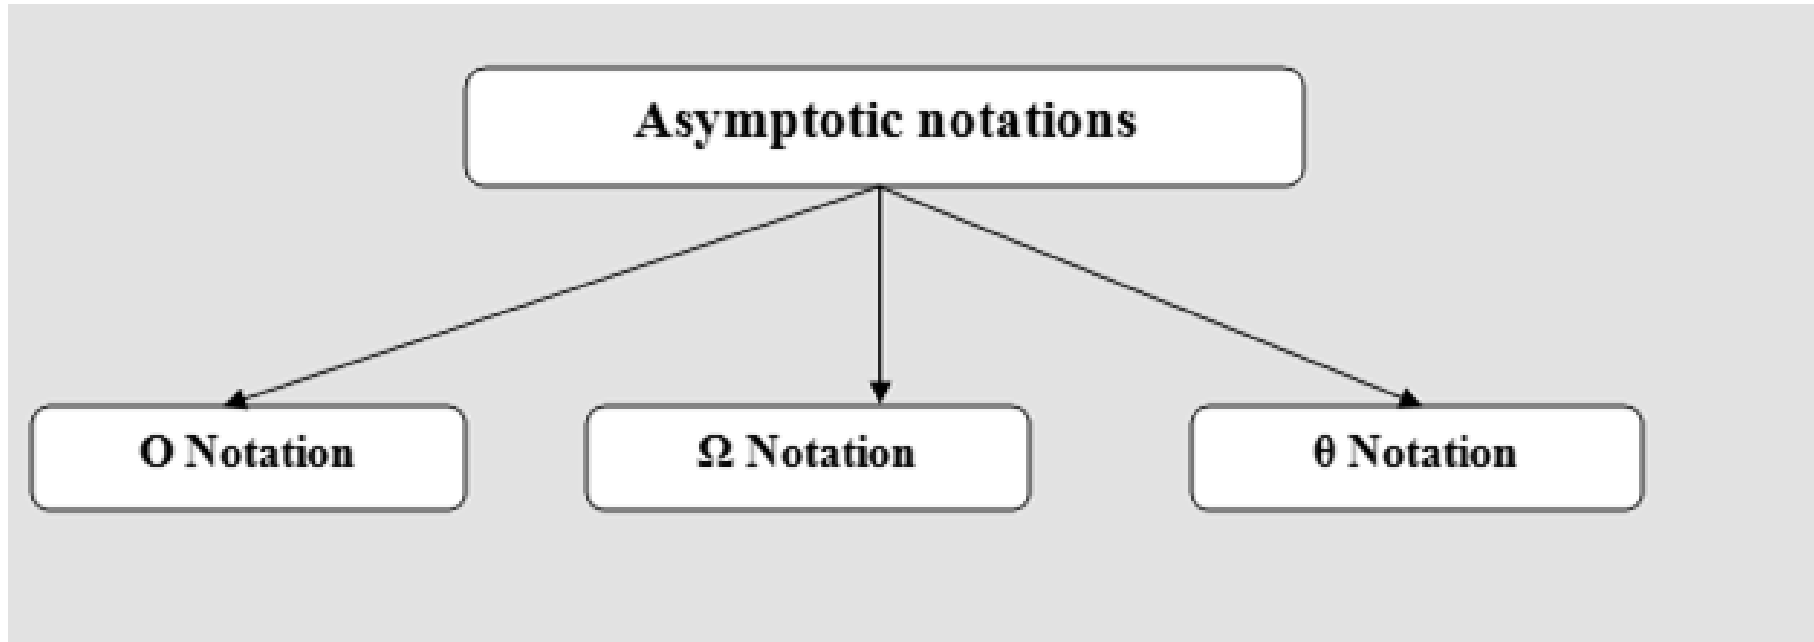 Asymptotic notations
O Notation
Ω Notation
θ Notation